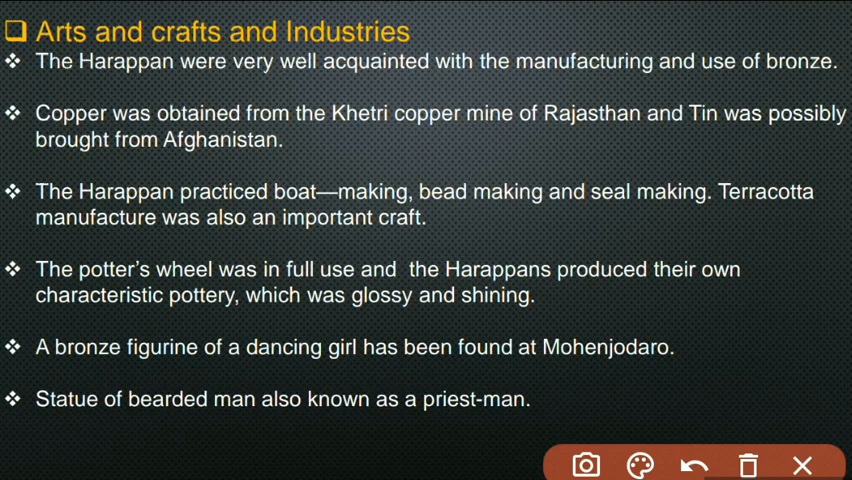 Arts and crafts and Industries
The Harappan were very well acquainted with the manufacturing and use of bronze.
Copper was obtained from the Khetri copper mine of Rajasthan and Tin was possibly
brought from Afghanistan.
The Harappan practiced boat—making, bead making and seal making. Terracotta
manufacture was also an important craft.
The potter’s wheel was in full use and  the Harappans produced their own
characteristic pottery, which was glossy and shining.
A bronze figurine of a dancing girl has been found at Mohenjodaro.
Statue of bearded man also known as a priest-man.